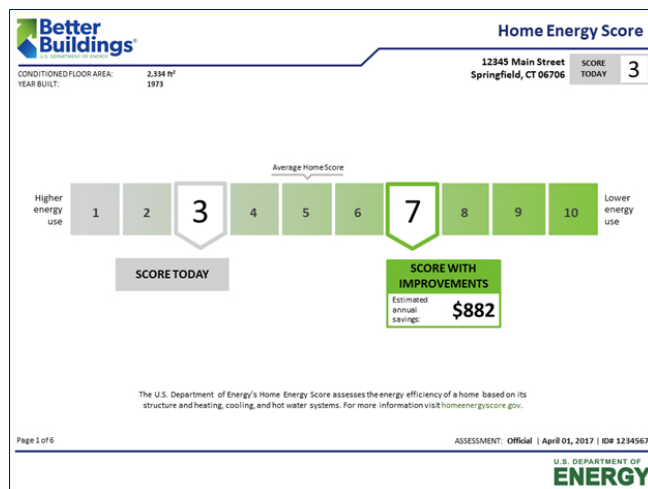 Better
Buildings®
U.S. DEPARTMENT OF ENERGY
Home Energy Score
CONDITIONED FLOOR AREA: 2,334 ft²
YEAR BUILT: 1973
12345 Main Street
Springfield, CT 06706
SCORE
TODAY
3
Average Home Score
Higher
energy
use
1 2 3 4 5 6 7 8 9 10
Lower
energy
use
SCORE TODAY
SCORE WITH
IMPROVEMENTS
Estimated
annual
savings:
$882
The U.S. Department of Energy's Home Energy Score assesses the energy efficiency of a home based on its
structure and heating, cooling, and hot water systems. For more information visit homeenergyscore.gov.
Page 1 of 6
ASSESSMENT: Official | April 01, 2017 | ID# 1234567
U.S. DEPARTMENT OF
ENERGY